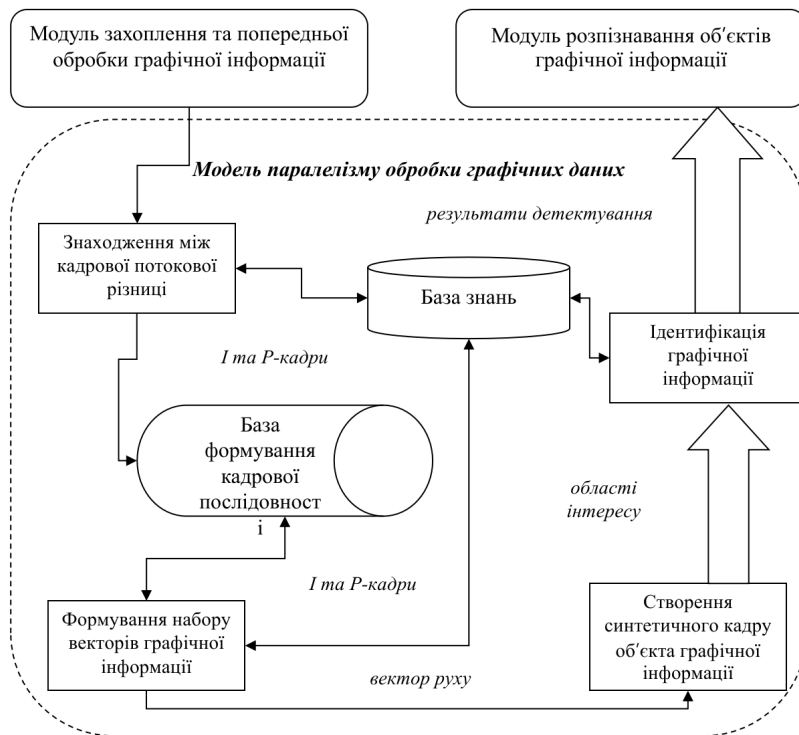 Модуль захоплення та попередньої
обробки графічної інформації
Модуль розпізнавання об'єктів
графічної інформації
Модель паралелізму обробки графічних даних
результати детектування
Знаходження між
кадрової потокової
різниці
База знань
Ідентифікація
графічної
інформації
I та P-кадри
База
формування
кадрової
послідовност
і
області
інтересу
I та P-кадри
Формування набору
векторів графічної
інформації
Створення
синтетичного кадру
об'єкта графічної
інформації
вектор руху